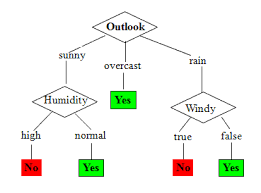 Outlook
sunny
overcast
rain
Humidity
Yes
Windy
high
normal
true
false
No
Yes
No
Yes